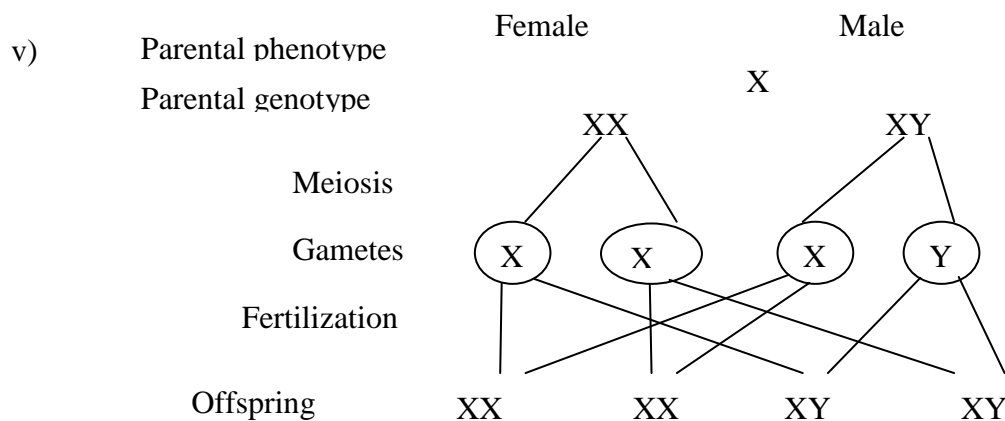 Female Male
v) Parental phenotype
X
Parental genotype
XX XY
Meiosis
Gametes X X X Y
Fertilization
Offspring XX XX XY XY